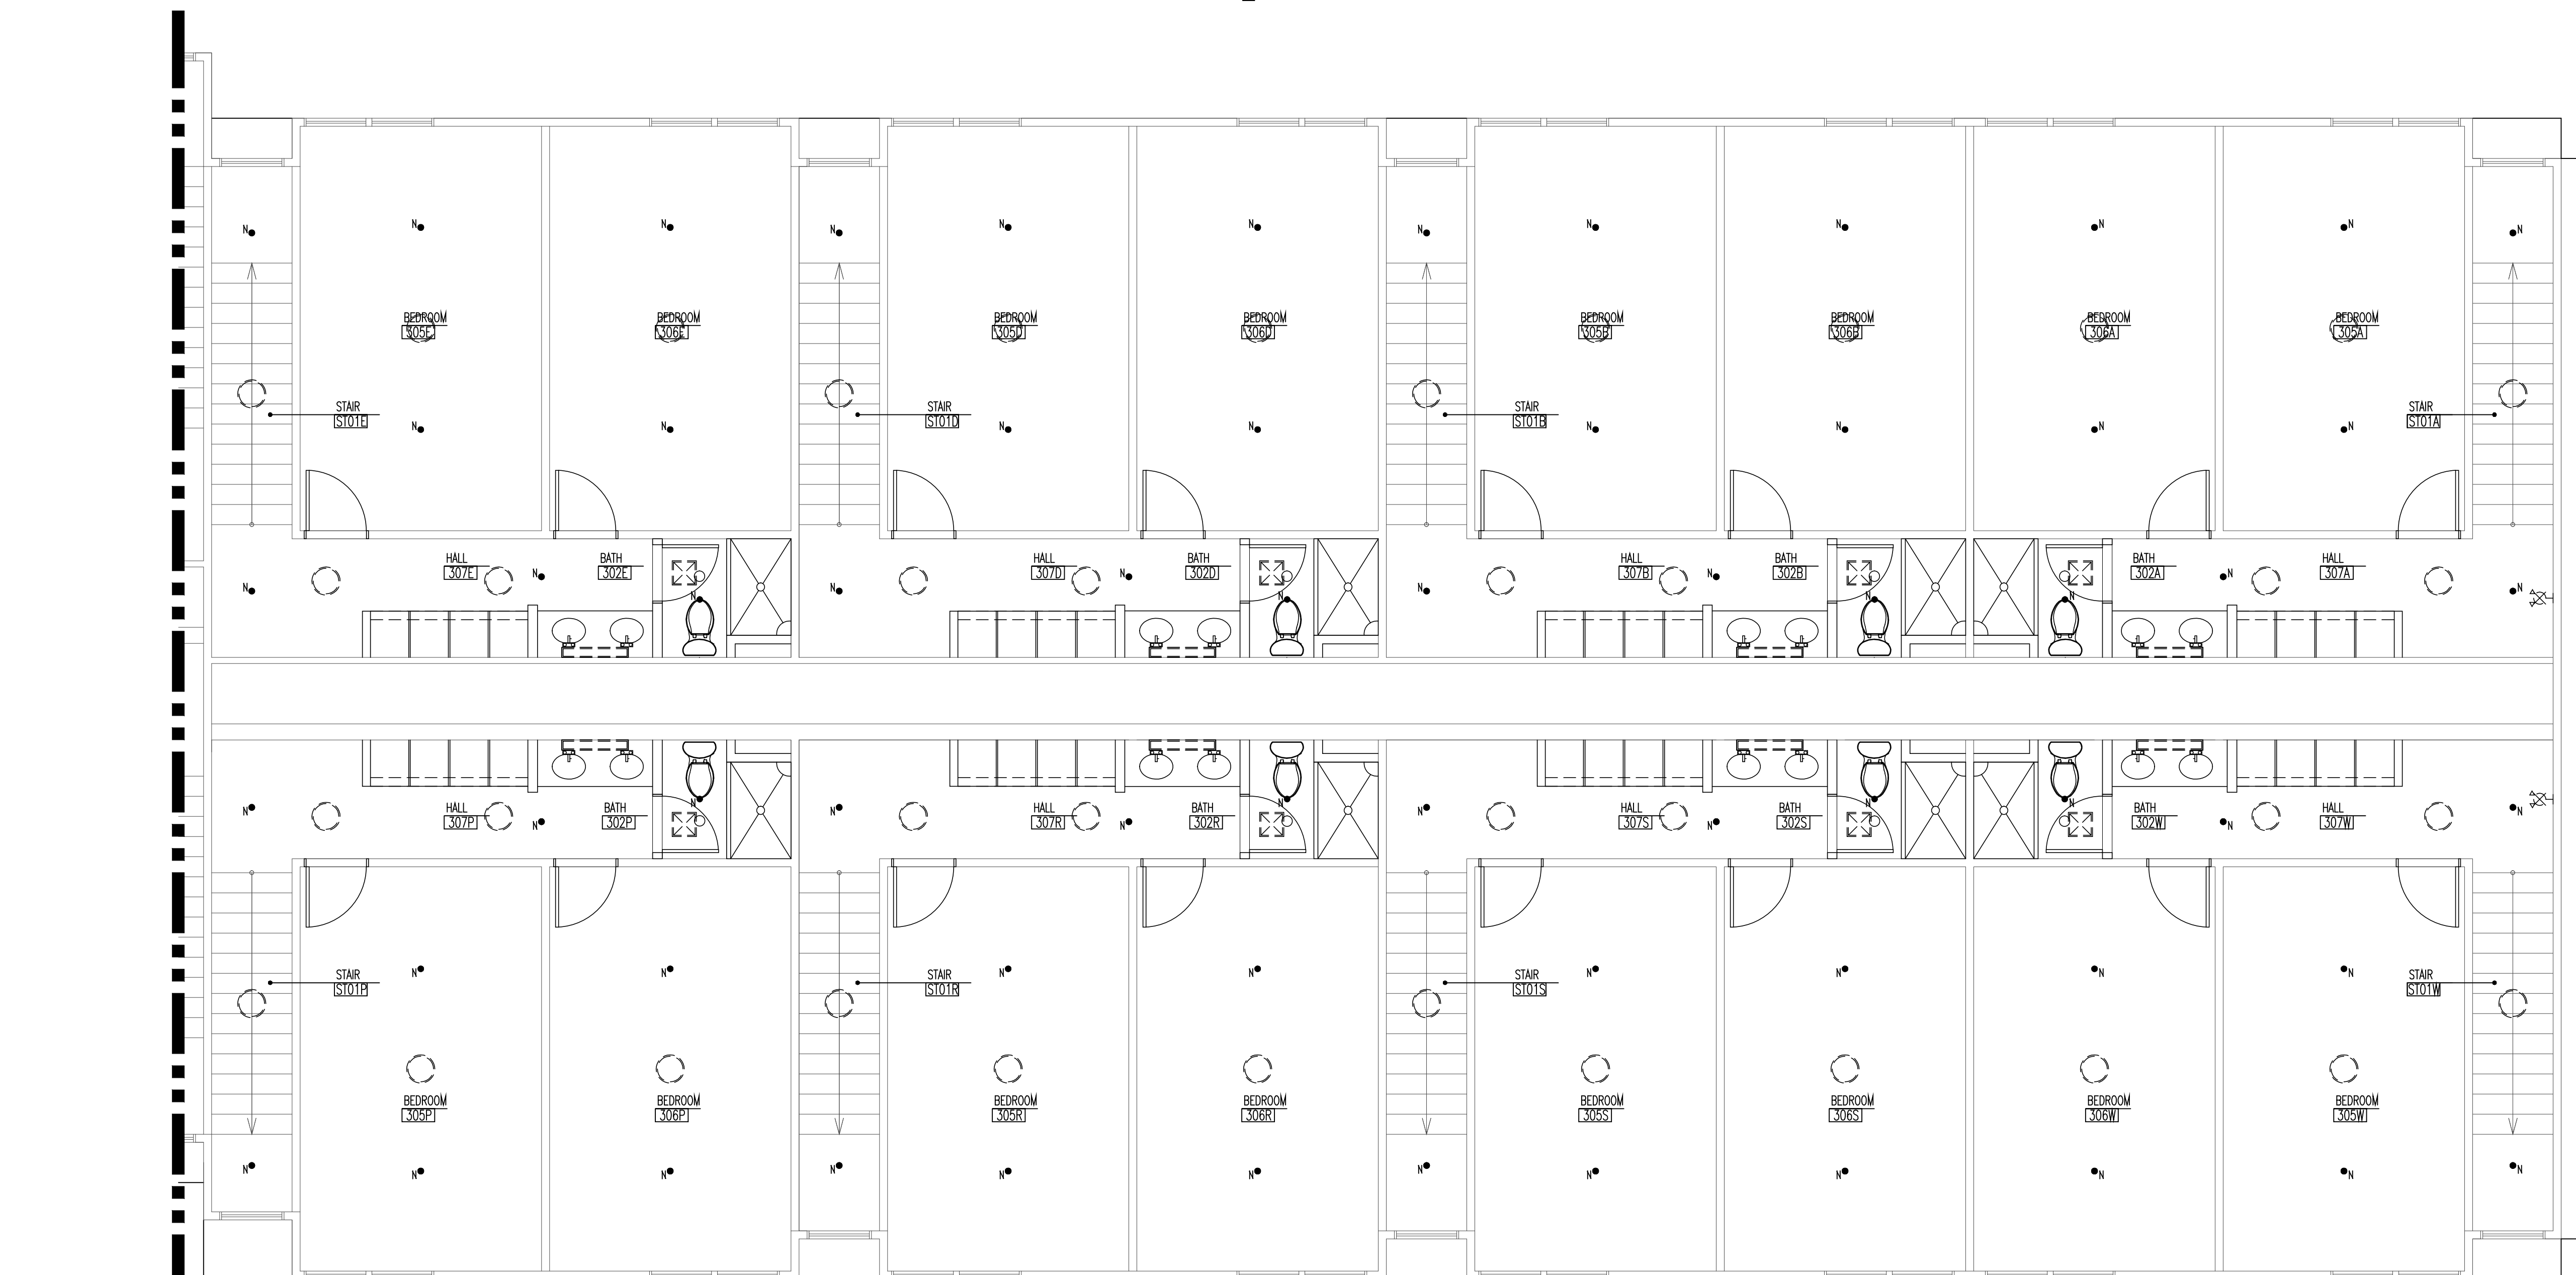 N N N N N N N N N N N N
BEDROOM BEDROOM BEDROOM BEDROOM BEDROOM BEDROOM BEDROOM BEDROOM
305E 306E 305D 306D 305B 306B 306A 305A
STAIR STAIR STAIR STAIR
ST01E ST01D ST01B ST01A
N N N N N N N N
HALL BATH HALL BATH HALL BATH BATH HALL
307E 302E 307D 302D 307B 302B 302A 307A
N N N N N N N N
N N N N
N N N N
HALL BATH HALL BATH HALL BATH BATH HALL
307P 302P 307R 302R 307S 302S 302W 307W
N N N N N N N N
N N N N N N N N
STAIR STAIR STAIR STAIR
ST01P ST01R ST01S ST01W
BEDROOM BEDROOM BEDROOM BEDROOM BEDROOM BEDROOM BEDROOM BEDROOM
305P 306P 305R 306R 305S 306S 306W 305W
N N N N N N N N N N N N